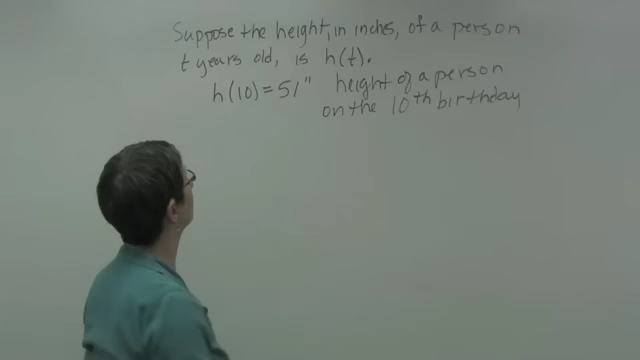 Suppose the height, in inches, of a person
t years old, is h(t).
h(10) = 51" height of a person
on the 10th birthday